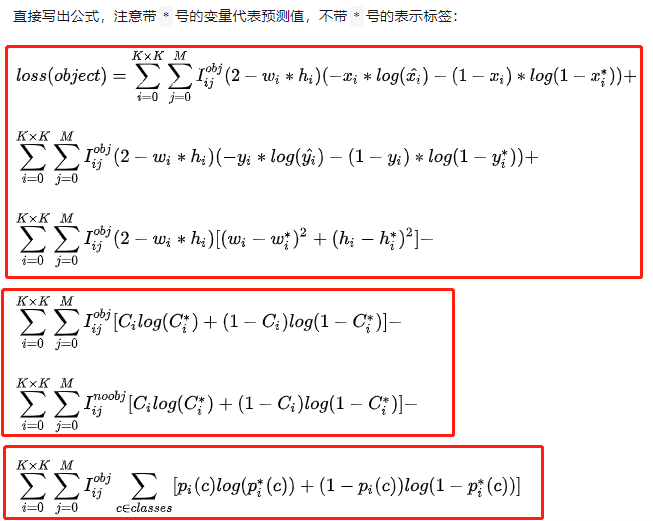 直接写出公式，注意带 * 号的变量代表预测值，不带 * 号的表示标签：
$loss(object)=\sum_{i=0}^{K\times K}\sum_{j=0}^{M}I_{ij}^{obj}(2-w_i*h_i)(-x_i*log(\hat{x_i})-(1-x_i)*log(1-x_i^*))+$
$\sum_{i=0}^{K\times K}\sum_{j=0}^{M}I_{ij}^{obj}(2-w_i*h_i)(-y_i*log(\hat{y_i})-(1-y_i)*log(1-y_i^*))+$
$\sum_{i=0}^{K\times K}\sum_{j=0}^{M}I_{ij}^{obj}(2-w_i*h_i)[(w_i-w_i^*)^2+(h_i-h_i^*)^2]-$
$\sum_{i=0}^{K\times K}\sum_{j=0}^{M}I_{ij}^{obj}[C_ilog(C_i^*)+(1-C_i)log(1-C_i^*)]-$
$\sum_{i=0}^{K\times K}\sum_{j=0}^{M}I_{ij}^{noobj}[C_ilog(C_i^*)+(1-C_i)log(1-C_i^*)]-$
$\sum_{i=0}^{K\times K}\sum_{j=0}^{M}I_{ij}^{obj}\sum_{c\in classes}[p_i(c)log(p_i^*(c))+(1-p_i(c))log(1-p_i^*(c))]$